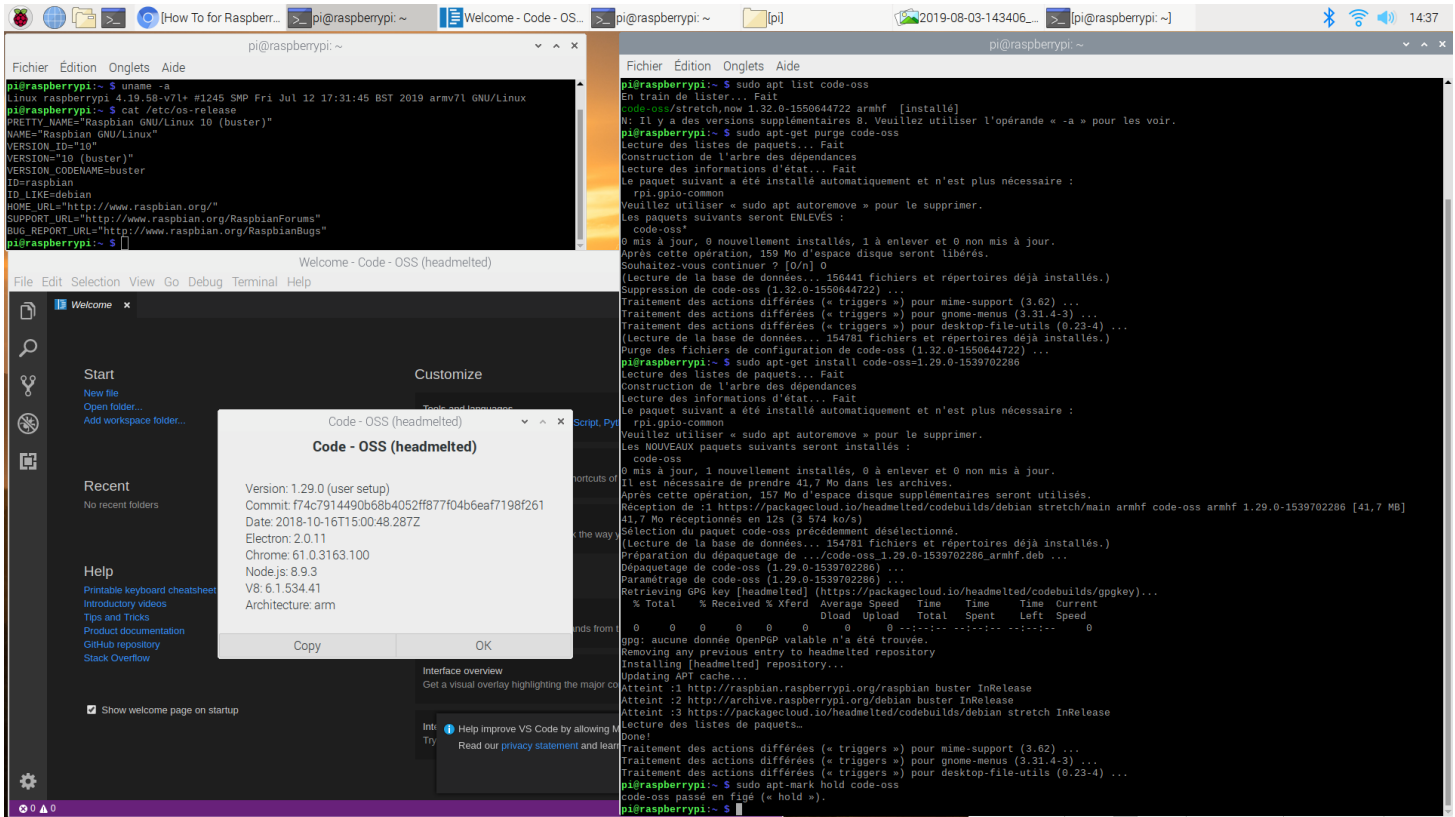 [How To for Raspberr...
pi@raspberrypi: ~
Welcome - Code - OS...
pi@raspberrypi: ~
[pi]
2019-08-03-143406_...
[pi@raspberrypi: ~]
14:37
pi@raspberrypi: ~
Fichier Édition Onglets Aide
pi@raspberrypi:~ $ uname -a
Linux raspberrypi 4.19.58-v7l+ #1245 SMP Fri Jul 12 17:31:45 BST 2019 armv7l GNU/Linux
pi@raspberrypi:~ $ cat /etc/os-release
PRETTY_NAME="Raspbian GNU/Linux 10 (buster)"
NAME="Raspbian GNU/Linux"
VERSION_ID="10"
VERSION="10 (buster)"
VERSION_CODENAME=buster
ID=raspbian
ID_LIKE=debian
HOME_URL="http://www.raspbian.org/"
SUPPORT_URL="http://www.raspbian.org/RaspbianForums"
BUG_REPORT_URL="http://www.raspbian.org/RaspbianBugs"
pi@raspberrypi:~ $
Welcome - Code - OSS (headmelted)
File Edit Selection View Go Debug Terminal Help
Welcome ×
Start
New file
Open folder...
Add workspace folder...
Recent
No recent folders
Help
Printable keyboard cheatsheet
Introductory videos
Tips and Tricks
Product documentation
GitHub repository
Stack Overflow
Show welcome page on startup
Customize
Tools and languages
Script, Pyt
hortcuts of
k the way y
nds from t
Interface overview
Get a visual overlay highlighting the major co
Inte
Try
Help improve VS Code by allowing M
Read our privacy statement and learn
0 0
Code - OSS (headmelted)
Code - OSS (headmelted)
Version: 1.29.0 (user setup)
Commit: f74c7914490b68b4052ff877f04b6eaf7198f261
Date: 2018-10-16T15:00:48.287Z
Electron: 2.0.11
Chrome: 61.0.3163.100
Node.js: 8.9.3
V8: 6.1.534.41
Architecture: arm
Copy OK
pi@raspberrypi: ~
Fichier Édition Onglets Aide
pi@raspberrypi:~ $ sudo apt list code-oss
En train de lister... Fait
code-oss/stretch,now 1.32.0-1550644722 armhf [installé]
N: Il y a des versions supplémentaires 8. Veuillez utiliser l'opérande « -a » pour les voir.
pi@raspberrypi:~ $ sudo apt-get purge code-oss
Lecture des listes de paquets... Fait
Construction de l'arbre des dépendances
Lecture des informations d'état... Fait
Le paquet suivant a été installé automatiquement et n'est plus nécessaire :
rpi.gpio-common
Veuillez utiliser « sudo apt autoremove » pour le supprimer.
Les paquets suivants seront ENLEVÉS :
code-oss*
0 mis à jour, 0 nouvellement installés, 1 à enlever et 0 non mis à jour.
Après cette opération, 159 Mo d'espace disque seront libérés.
Souhaitez-vous continuer ? [O/n] O
(Lecture de la base de données... 156441 fichiers et répertoires déjà installés.)
Suppression de code-oss (1.32.0-1550644722) ...
Traitement des actions différées (« triggers ») pour mime-support (3.62) ...
Traitement des actions différées (« triggers ») pour gnome-menus (3.31.4-3) ...
Traitement des actions différées (« triggers ») pour desktop-file-utils (0.23-4) ...
(Lecture de la base de données... 154781 fichiers et répertoires déjà installés.)
Purge des fichiers de configuration de code-oss (1.32.0-1550644722) ...
pi@raspberrypi:~ $ sudo apt-get install code-oss=1.29.0-1539702286
Lecture des listes de paquets... Fait
Construction de l'arbre des dépendances
Lecture des informations d'état... Fait
Le paquet suivant a été installé automatiquement et n'est plus nécessaire :
rpi.gpio-common
Veuillez utiliser « sudo apt autoremove » pour le supprimer.
Les NOUVEAUX paquets suivants seront installés :
code-oss
0 mis à jour, 1 nouvellement installés, 0 à enlever et 0 non mis à jour.
Il est nécessaire de prendre 41,7 Mo dans les archives.
Après cette opération, 157 Mo d'espace disque supplémentaires seront utilisés.
Réception de :1 https://packagecloud.io/headmelted/codebuilds/debian stretch/main armhf code-oss armhf 1.29.0-1539702286 [41,7 MB]
41,7 Mo réceptionnés en 12s (3 574 ko/s)
Sélection du paquet code-oss précédemment désélectionné.
(Lecture de la base de données... 154781 fichiers et répertoires déjà installés.)
Préparation du dépaquetage de .../code-oss_1.29.0-1539702286_armhf.deb ...
Dépaquetage de code-oss (1.29.0-1539702286) ...
Paramétrage de code-oss (1.29.0-1539702286) ...
Retrieving GPG key [headmelted] (https://packagecloud.io/headmelted/codebuilds/gpgkey)...
% Total % Received % Xferd Average Speed Time Time Time Current
Dload Upload Total Spent Left Speed
0 0 0 0 0 0 0 0 --:--:-- --:--:-- --:--:-- 0
gpg: aucune donnée OpenPGP valable n'a été trouvée.
Removing any previous entry to headmelted repository
Installing [headmelted] repository...
Updating APT cache...
Atteint :1 http://raspbian.raspberrypi.org/raspbian buster InRelease
Atteint :2 http://archive.raspberrypi.org/debian buster InRelease
Atteint :3 https://packagecloud.io/headmelted/codebuilds/debian stretch InRelease
Lecture des listes de paquets…
Done!
Traitement des actions différées (« triggers ») pour mime-support (3.62) ...
Traitement des actions différées (« triggers ») pour gnome-menus (3.31.4-3) ...
Traitement des actions différées (« triggers ») pour desktop-file-utils (0.23-4) ...
pi@raspberrypi:~ $ sudo apt-mark hold code-oss
code-oss passé en figé (« hold »).
pi@raspberrypi:~ $